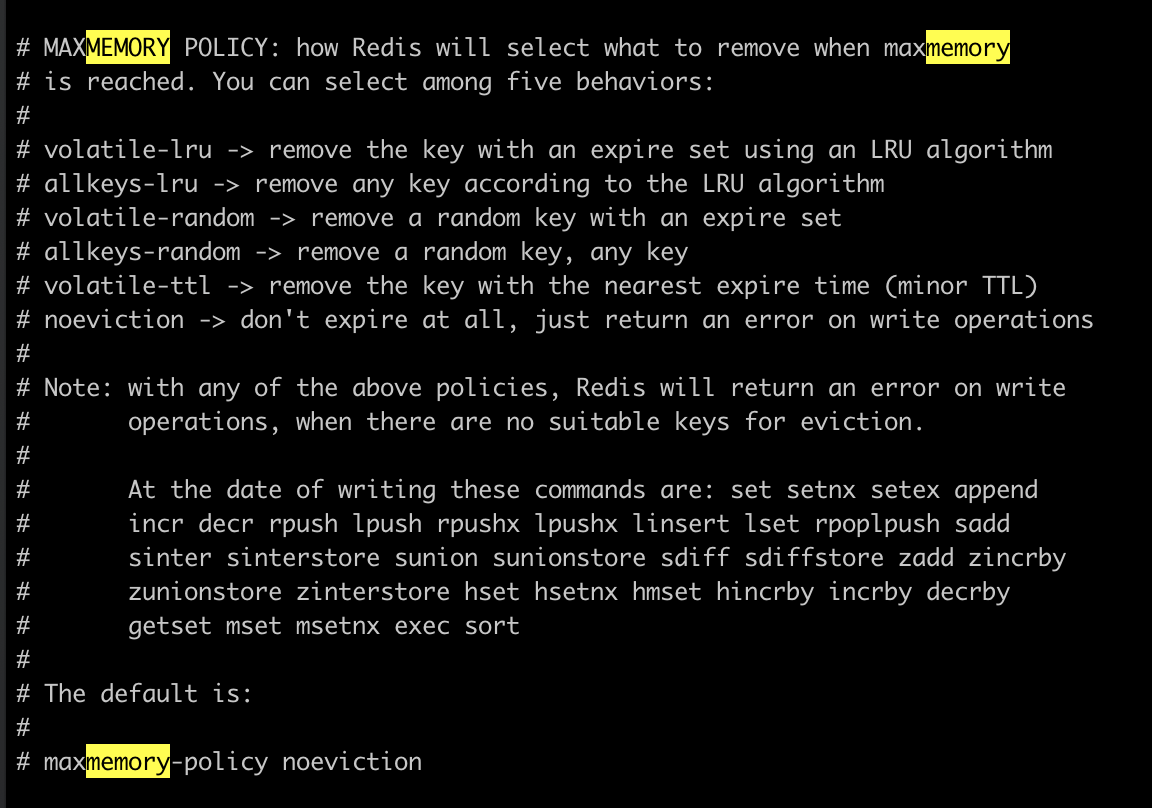 # MAXMEMORY POLICY: how Redis will select what to remove when maxmemory
# is reached. You can select among five behaviors:
#
# volatile-lru -> remove the key with an expire set using an LRU algorithm
# allkeys-lru -> remove any key according to the LRU algorithm
# volatile-random -> remove a random key with an expire set
# allkeys-random -> remove a random key, any key
# volatile-ttl -> remove the key with the nearest expire time (minor TTL)
# noeviction -> don't expire at all, just return an error on write operations
#
# Note: with any of the above policies, Redis will return an error on write
#       operations, when there are no suitable keys for eviction.
#
#       At the date of writing these commands are: set setnx setex append
#       incr decr rpush lpush rpushx lpushx linsert lset rpoplpush sadd
#       sinter sinterstore sunion sunionstore sdiff sdiffstore zadd zincrby
#       zunionstore zinterstore hset hsetnx hmset hincrby incrby decrby
#       getset mset msetnx exec sort
#
# The default is:
#
# maxmemory-policy noeviction